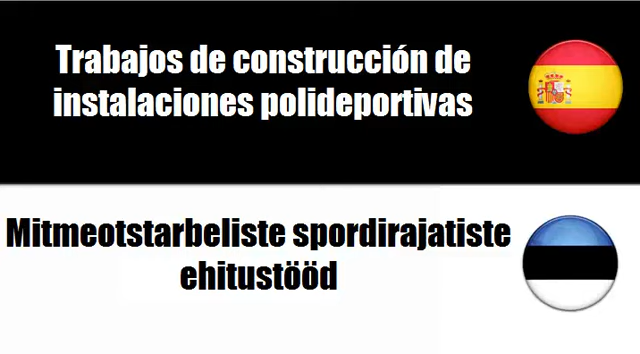 Trabajos de construcción de
instalaciones polideportivas
Mitmeotstarbeliste spordirajatiste
ehitustööd